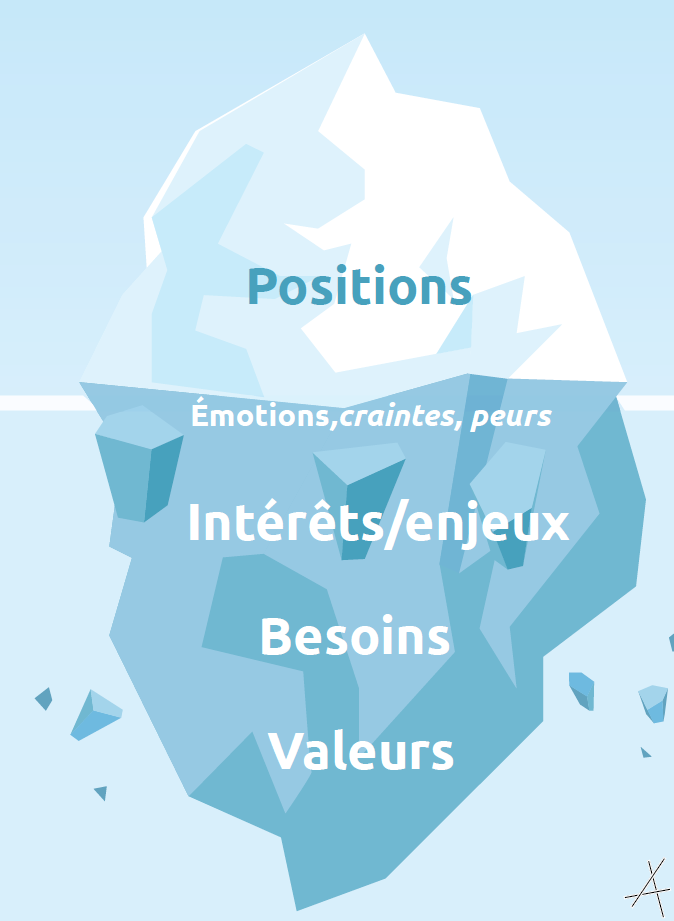 Positions
Émotions,craintes, peurs
Intérêts/enjeux
Besoins
Valeurs